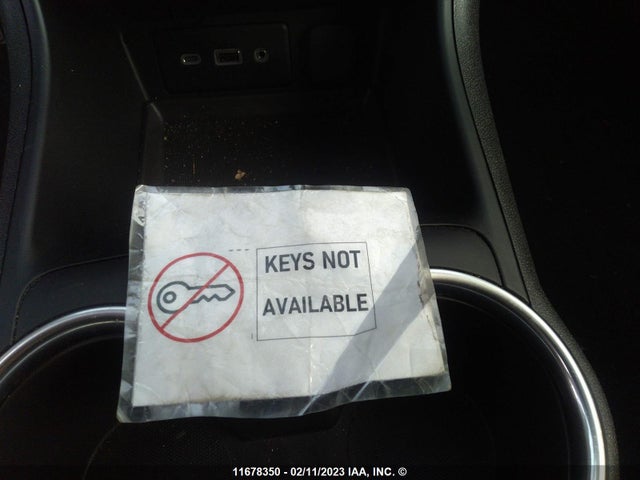 KEYS NOT
AVAILABLE
11678350 - 02/11/2023 IAA, INC. ©